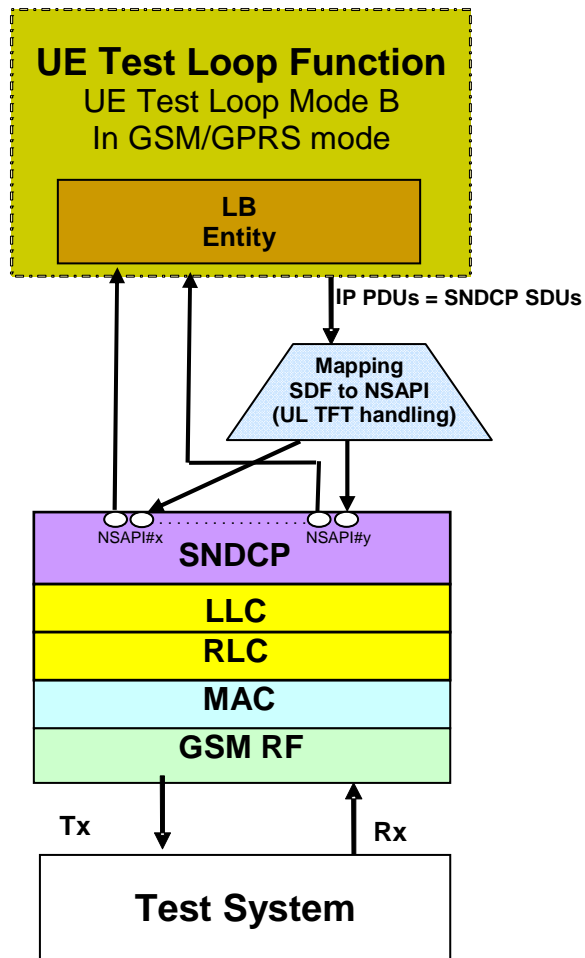 UE Test Loop Function
UE Test Loop Mode B
In GSM/GPRS mode
LB
Entity
IP PDUs = SNDCP SDUs
Mapping
SDF to NSAPI
(UL TFT handling)
NSAPI#x
NSAPI#y
SNDCP
LLC
RLC
MAC
GSM RF
Tx
Rx
Test System